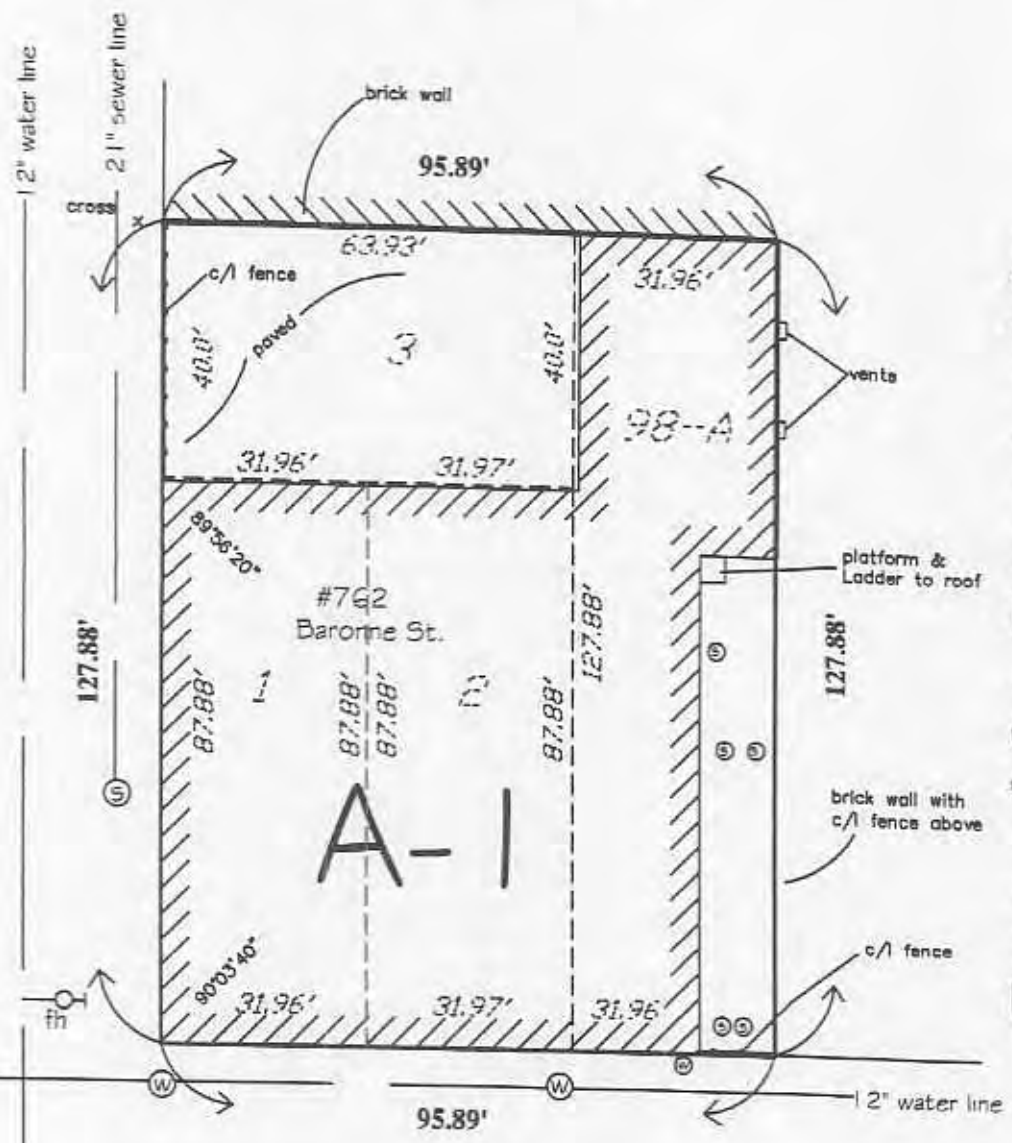 12" water line
21" sewer line
brick wall
95.89'
cross
x
63.93'
c/l fence
31.96'
paved
40.0'
3
40.0'
vents
98--A
31.96'
31.97'
89°56'20"
platform &
Ladder to roof
#762
Baronne St.
127.88'
127.88'
127.88'
S
1
2
87.88'
87.88'
87.88'
87.88'
S
S
S
A-1
brick wall with
c/l fence above
90°03'40"
c/l fence
fh
31.96'
31.97'
31.96'
S
S
W
W
W
12" water line
95.89'